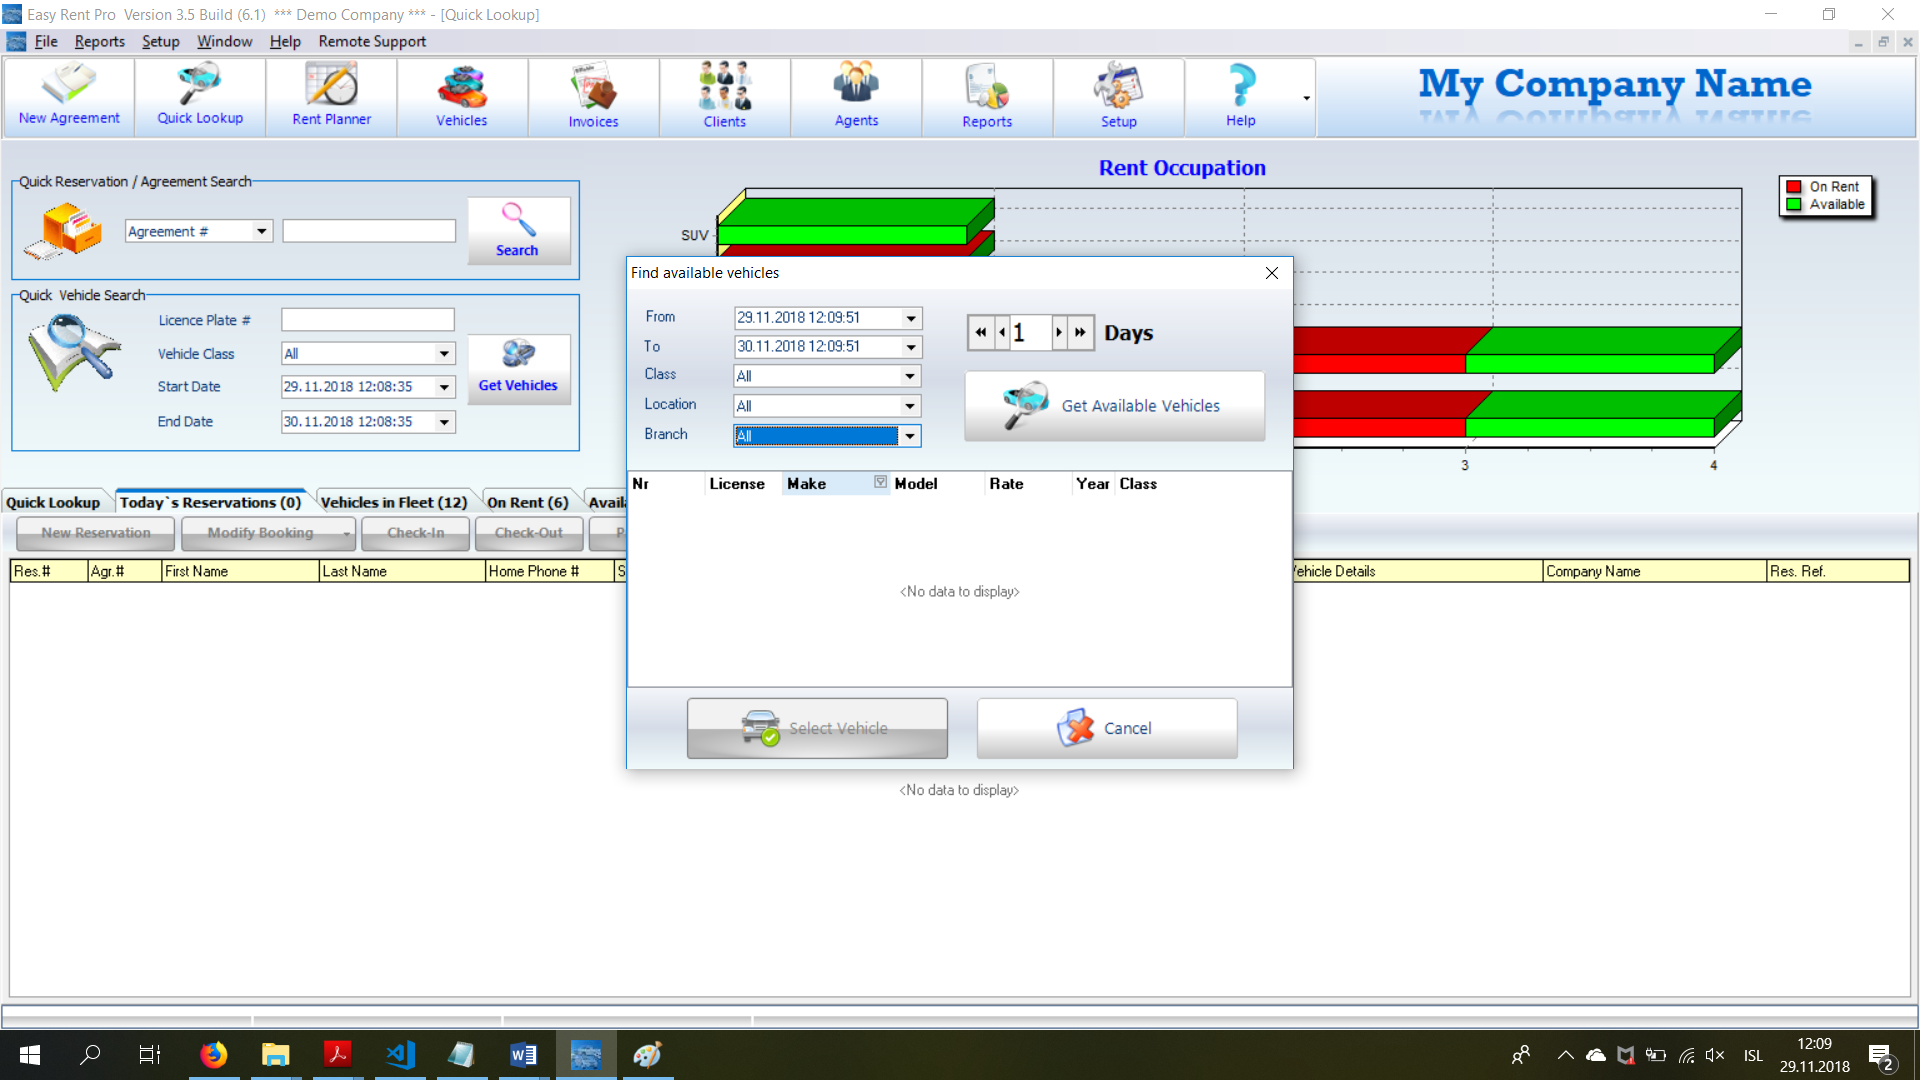 Easy Rent Pro  Version 3.5 Build (6.1)  *** Demo Company *** - [Quick Lookup]
File Reports Setup Window Help Remote Support
New Agreement Quick Lookup Rent Planner Vehicles Invoices Clients Agents Reports Setup Help
My Company Name
Rent Occupation
On Rent
Available
SUV
3 4
Quick Reservation / Agreement Search
Agreement #
Search
Quick Vehicle Search
Licence Plate #
Vehicle Class All
Start Date 29.11.2018 12:08:35
End Date 30.11.2018 12:08:35
Get Vehicles
Find available vehicles
From 29.11.2018 12:09:51
To 30.11.2018 12:09:51
Class All
Location All
Branch All
1 Days
Get Available Vehicles
Nr License Make Model Rate Year Class
<No data to display>
Select Vehicle Cancel
Quick Lookup Today`s Reservations (0) Vehicles in Fleet (12) On Rent (6)
New Reservation Modify Booking Check-In Check-Out
Res.# Agr.# First Name Last Name Home Phone # Company Name Res. Ref.
<No data to display>
ISL
12:09
29.11.2018
2